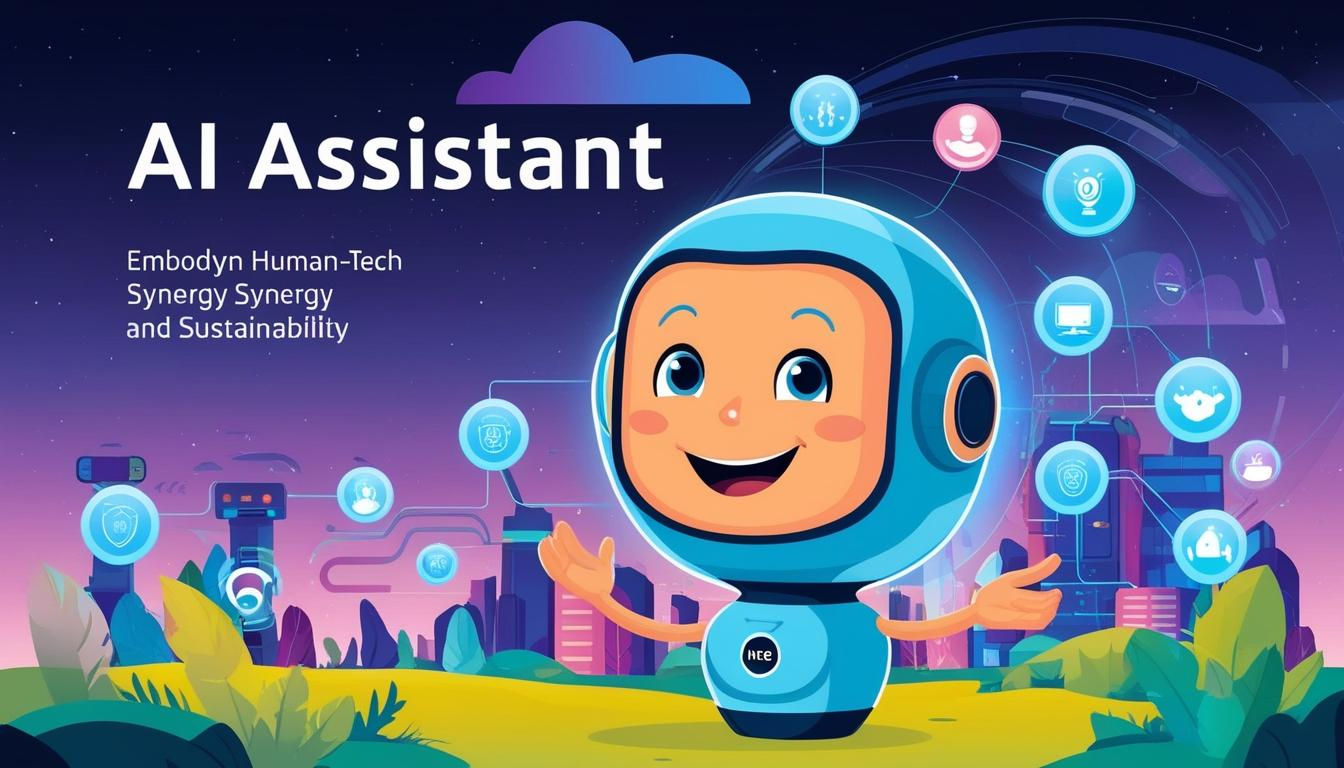 AI Assistant
Embodyn Human-Tech
Synergy Synergy
and Sustainability